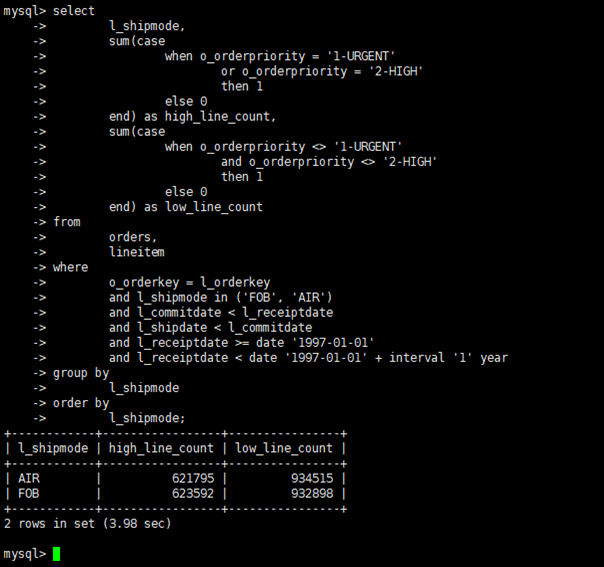 mysql> select
    ->         l_shipmode,
    ->         sum(case
    ->                 when o_orderpriority = '1-URGENT'
    ->                         or o_orderpriority = '2-HIGH'
    ->                         then 1
    ->                 else 0
    ->         end) as high_line_count,
    ->         sum(case
    ->                 when o_orderpriority <> '1-URGENT'
    ->                         and o_orderpriority <> '2-HIGH'
    ->                         then 1
    ->                 else 0
    ->         end) as low_line_count
    -> from
    ->         orders,
    ->         lineitem
    -> where
    ->         o_orderkey = l_orderkey
    ->         and l_shipmode in ('FOB', 'AIR')
    ->         and l_commitdate < l_receiptdate
    ->         and l_shipdate < l_commitdate
    ->         and l_receiptdate >= date '1997-01-01'
    ->         and l_receiptdate < date '1997-01-01' + interval '1' year
    -> group by
    ->         l_shipmode
    -> order by
    ->         l_shipmode;
+------------+-----------------+----------------+
| l_shipmode | high_line_count | low_line_count |
+------------+-----------------+----------------+
| AIR        |          621795 |         934515 |
| FOB        |          623592 |         932898 |
+------------+-----------------+----------------+
2 rows in set (3.98 sec)

mysql>